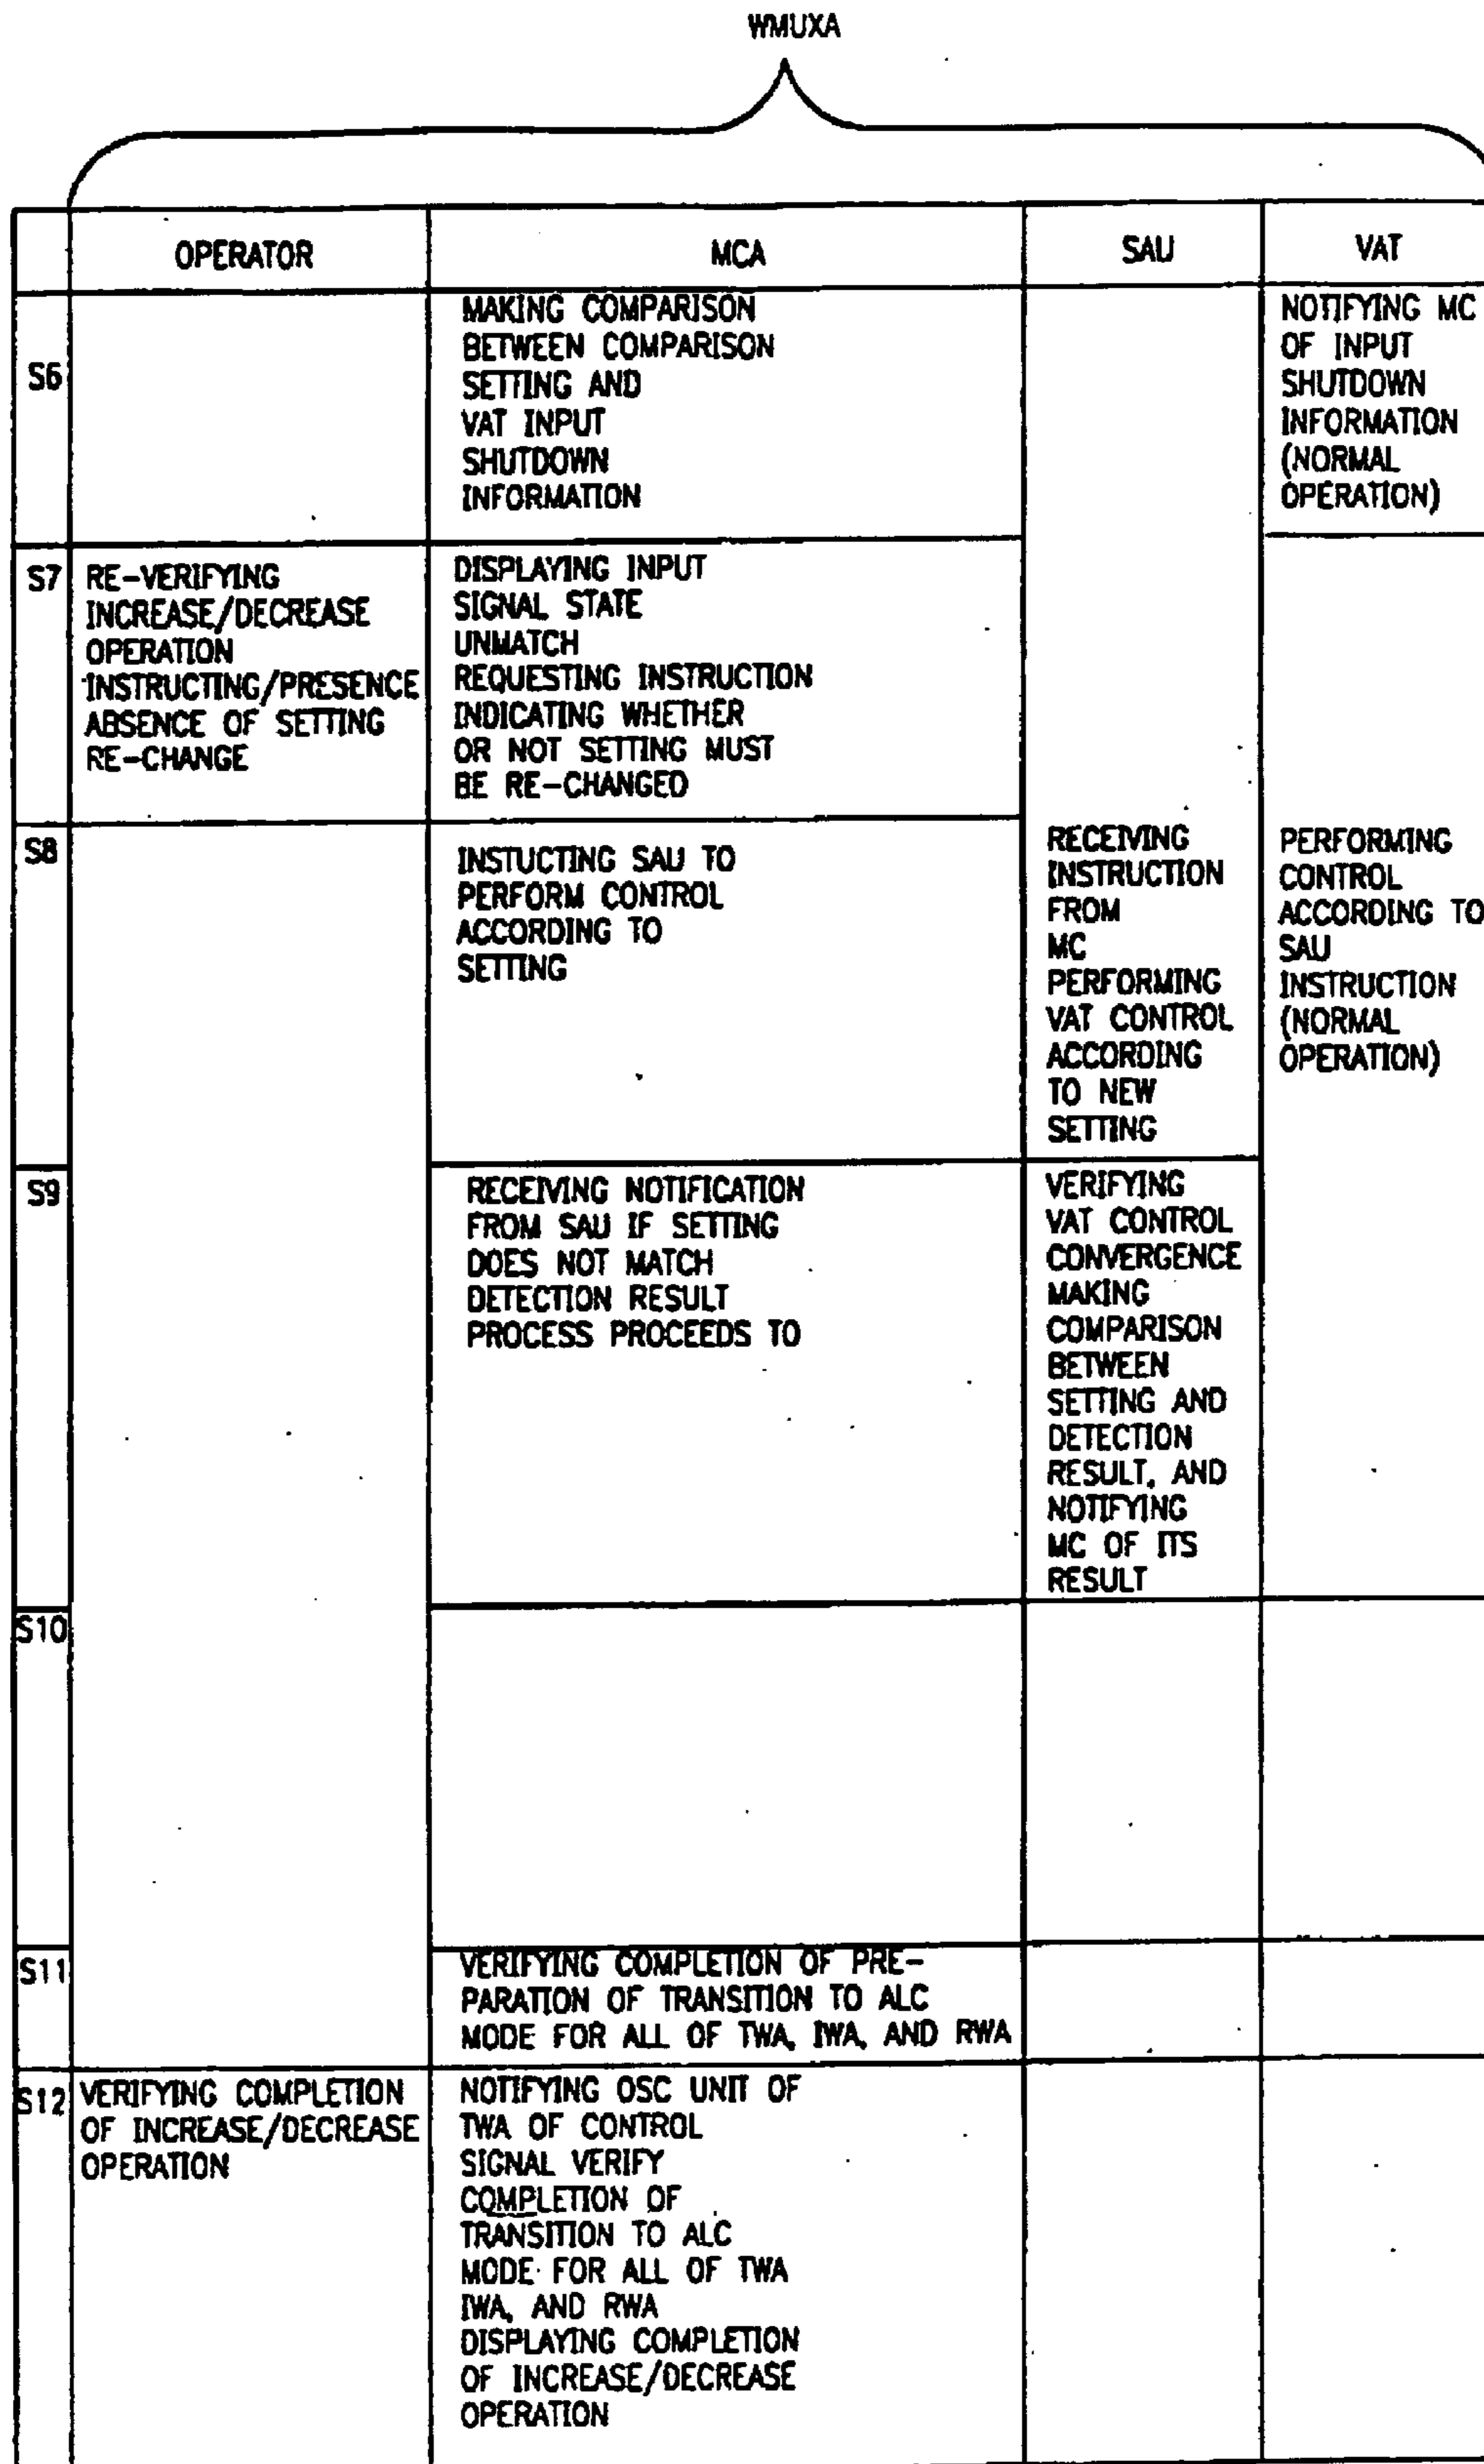 WMUXA
OPERATOR
MCA
SAU
VAT
S6
MAKING COMPARISON
BETWEEN COMPARISON
SETTING AND
VAT INPUT
SHUTDOWN
INFORMATION
NOTIFYING MC
OF INPUT
SHUTDOWN
INFORMATION
(NORMAL
OPERATION)
S7
RE-VERIFYING
INCREASE/DECREASE
OPERATION
INSTRUCTING/PRESENCE
ABSENCE OF SETTING
RE-CHANGE
DISPLAYING INPUT
SIGNAL STATE
UNMATCH
REQUESTING INSTRUCTION
INDICATING WHETHER
OR NOT SETTING MUST
BE RE-CHANGED
S8
INSTUCTING SAU TO
PERFORM CONTROL
ACCORDING TO
SETTING
RECEIVING
INSTRUCTION
FROM
MC
PERFORMING
VAT CONTROL
ACCORDING
TO NEW
SETTING
PERFORMING
CONTROL
ACCORDING TO
SAU
INSTRUCTION
(NORMAL
OPERATION)
S9
RECEIVING NOTIFICATION
FROM SAU IF SETTING
DOES NOT MATCH
DETECTION RESULT
PROCESS PROCEEDS TO
VERIFYING
VAT CONTROL
CONVERGENCE
MAKING
COMPARISON
BETWEEN
SETTING AND
DETECTION
RESULT, AND
NOTIFYING
MC OF ITS
RESULT
S10
S11
VERIFYING COMPLETION OF PRE-
PARATION OF TRANSITION TO ALC
MODE FOR ALL OF TWA, IWA, AND RWA
S12
VERIFYING COMPLETION
OF INCREASE/DECREASE
OPERATION
NOTIFYING OSC UNIT OF
TWA OF CONTROL
SIGNAL VERIFY
COMPLETION OF
TRANSITION TO ALC
MODE FOR ALL OF TWA
IWA, AND RWA
DISPLAYING COMPLETION
OF INCREASE/DECREASE
OPERATION